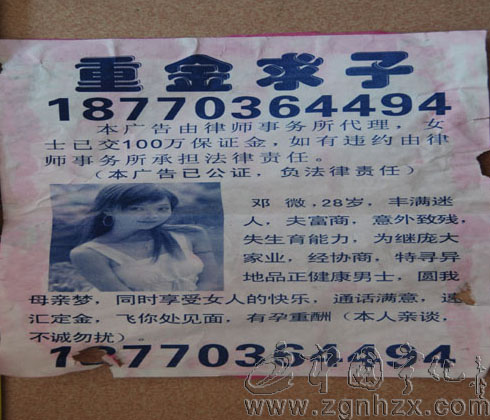 重金求子
18770364494
本广告由律师事务所代理，女
士已交100万保证金，如有违约由律
师事务所承担法律责任。
（本广告已公证，负法律责任）
邓 微，28岁，丰满迷
人，夫富商，意外致残，
失生育能力，为继庞大
家业，经协商，特寻异
地品正健康男士，圆我
母亲梦，同时享受女人的快乐，通话满意，速
汇定金，飞你处见面，有孕重酬（本人亲谈，
不诚勿扰）。
18770364494
www.zgnhzx.com